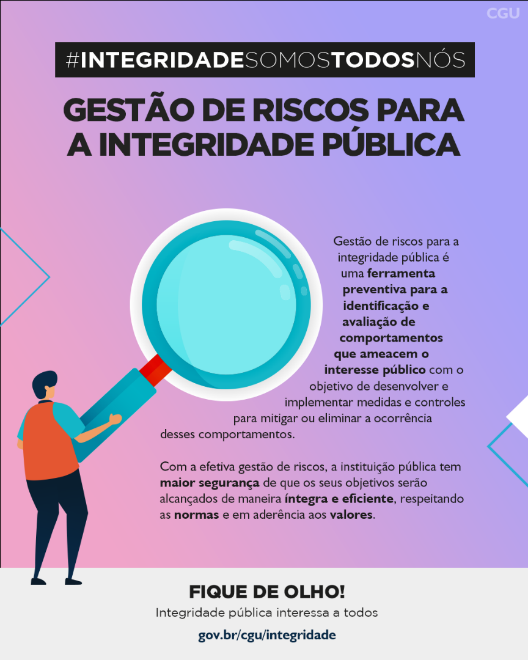 CGU
#INTEGRIDADESOMOSTODOSNÓS
GESTÃO DE RISCOS PARA
A INTEGRIDADE PÚBLICA
Gestão de riscos para a
integridade pública é
uma ferramenta
preventiva para a
identificação e
avaliação de
comportamentos
que ameacem o
interesse público com o
objetivo de desenvolver e
implementar medidas e controles
para mitigar ou eliminar a ocorrência
desses comportamentos.
Com a efetiva gestão de riscos, a instituição pública tem
maior segurança de que os seus objetivos serão
alcançados de maneira íntegra e eficiente, respeitando
as normas e em aderência aos valores.
FIQUE DE OLHO!
Integridade pública interessa a todos
gov.br/cgu/integridade